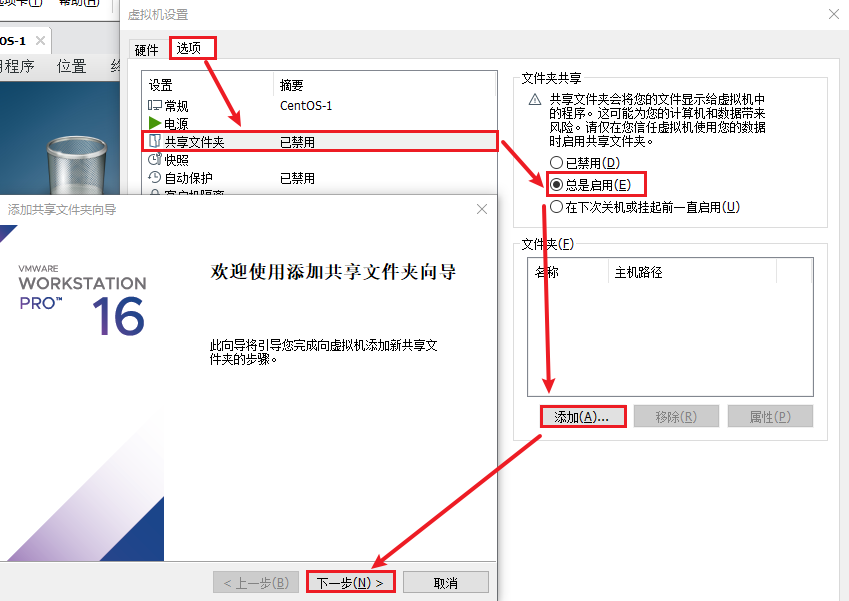 帮助(H)
虚拟机设置
OS-1
硬件
选项
程序
位置
设置
摘要
常规
CentOS-1
电源
共享文件夹
已禁用
快照
自动保护
已禁用
客户机隔离
文件夹共享
共享文件夹会将您的文件显示给虚拟机中
的程序。这可能为您的计算机和数据带来
风险。请仅在您信任虚拟机使用您的数据
时启用共享文件夹。
已禁用(D)
总是启用(E)
在下次关机或挂起前一直启用(U)
文件夹(F)
名称
主机路径
添加(A)...
移除(R)
属性(P)
添加共享文件夹向导
VMWARE
WORKSTATION
PRO™
16
欢迎使用添加共享文件夹向导
此向导将引导您完成向虚拟机添加新共享文
件夹的步骤。
< 上一步(B)
下一步(N) >
取消